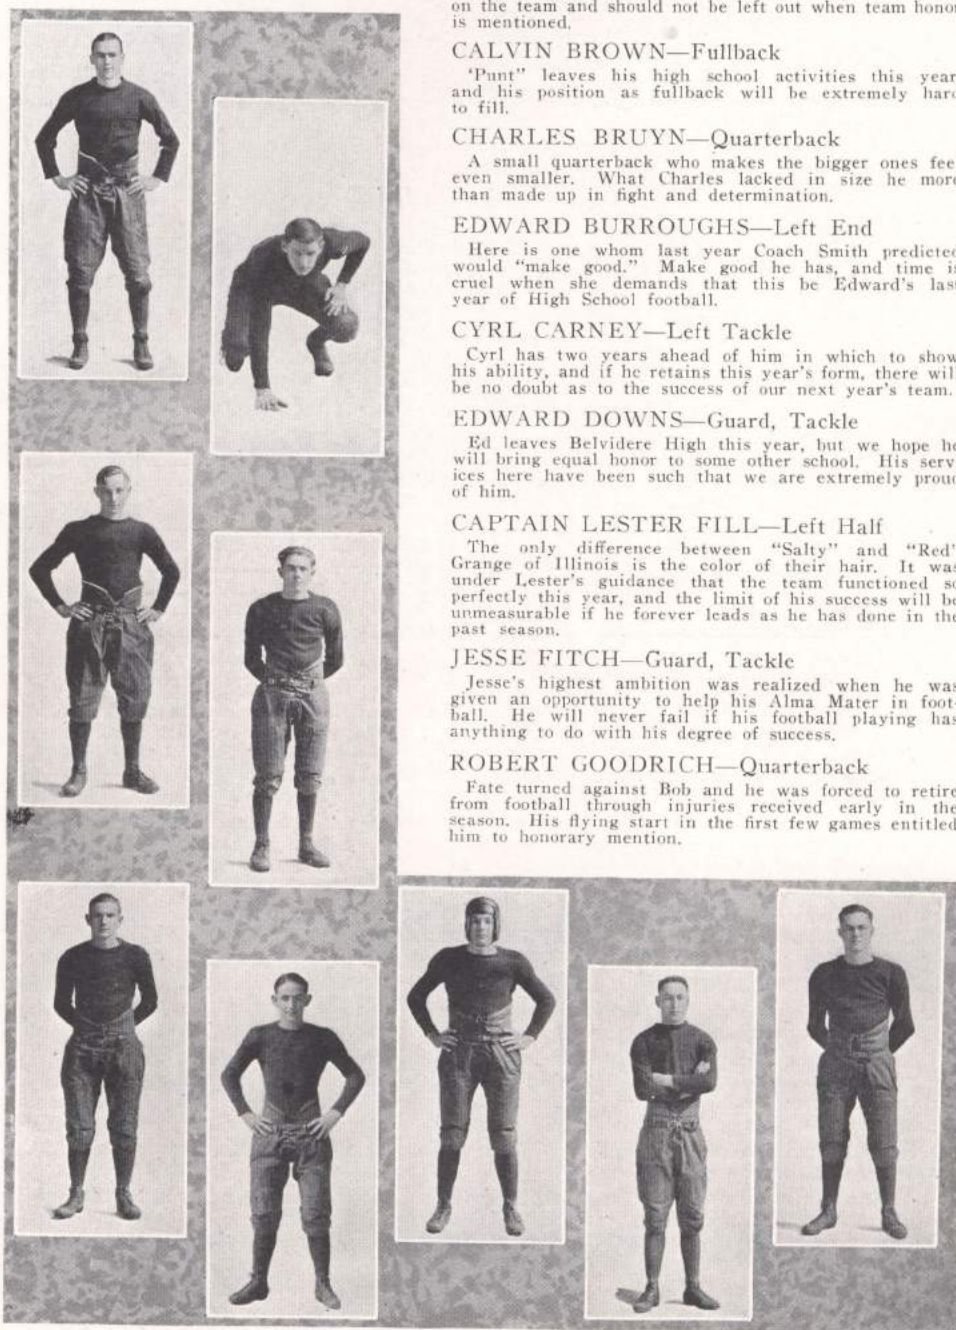 on the team and should not be left out when team honor
is mentioned.
CALVIN BROWN—Fullback
'Punt" leaves his high school activities this year
and his position as fullback will be extremely hard
to fill.
CHARLES BRUYN—Quarterback
A small quarterback who makes the bigger ones feel
even smaller. What Charles lacked in size he more
than made up in fight and determination.
EDWARD BURROUGHS—Left End
Here is one whom last year Coach Smith predicted
would "make good." Make good he has, and time is
cruel when she demands that this be Edward's last
year of High School football.
CYRL CARNEY—Left Tackle
Cyrl has two years ahead of him in which to show
his ability, and if he retains this year's form, there will
be no doubt as to the success of our next year's team.
EDWARD DOWNS—Guard, Tackle
Ed leaves Belvidere High this year, but we hope he
will bring equal honor to some other school. His serv-
ices here have been such that we are extremely proud
of him.
CAPTAIN LESTER FILL—Left Half
The only difference between "Salty" and "Red"
Grange of Illinois is the color of their hair. It was
under Lester's guidance that the team functioned so
perfectly this year, and the limit of his success will be
unmeasurable if he forever leads as he has done in the
past season.
JESSE FITCH—Guard, Tackle
Jesse's highest ambition was realized when he was
given an opportunity to help his Alma Mater in foot-
ball. He will never fail if his football playing has
anything to do with his degree of success.
ROBERT GOODRICH—Quarterback
Fate turned against Bob and he was forced to retire
from football through injuries received early in the
season. His flying start in the first few games entitled
him to honorary mention.